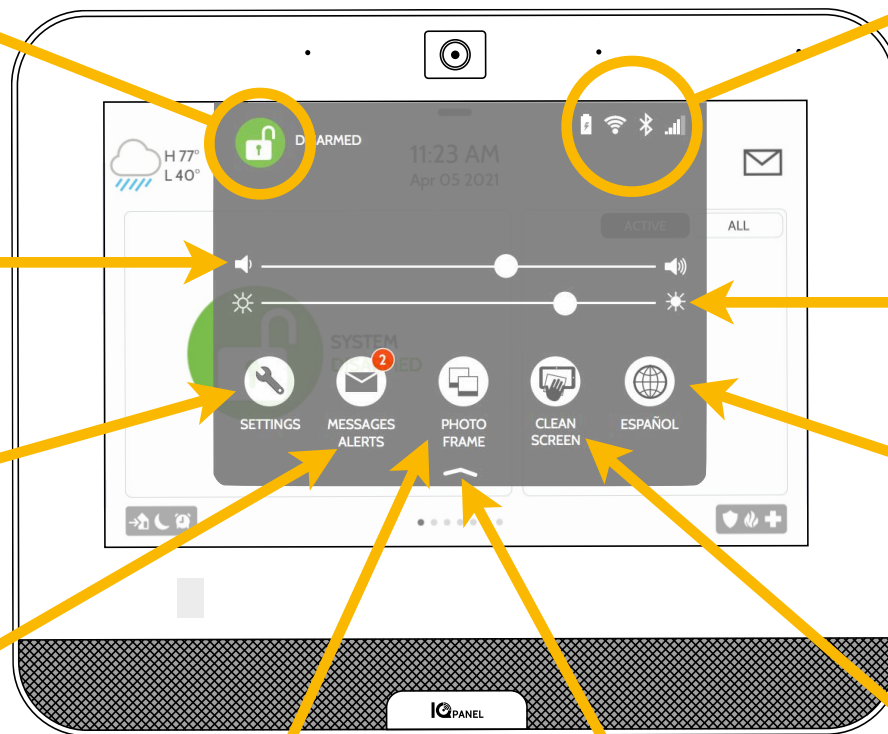 DISARMED
11:23 AM
Apr 05 2021
H 77°
L 40°
ACTIVE
ALL
SYSTEM
DISARMED
2
SETTINGS
MESSAGES
ALERTS
PHOTO
FRAME
CLEAN
SCREEN
ESPAÑOL
IQ PANEL